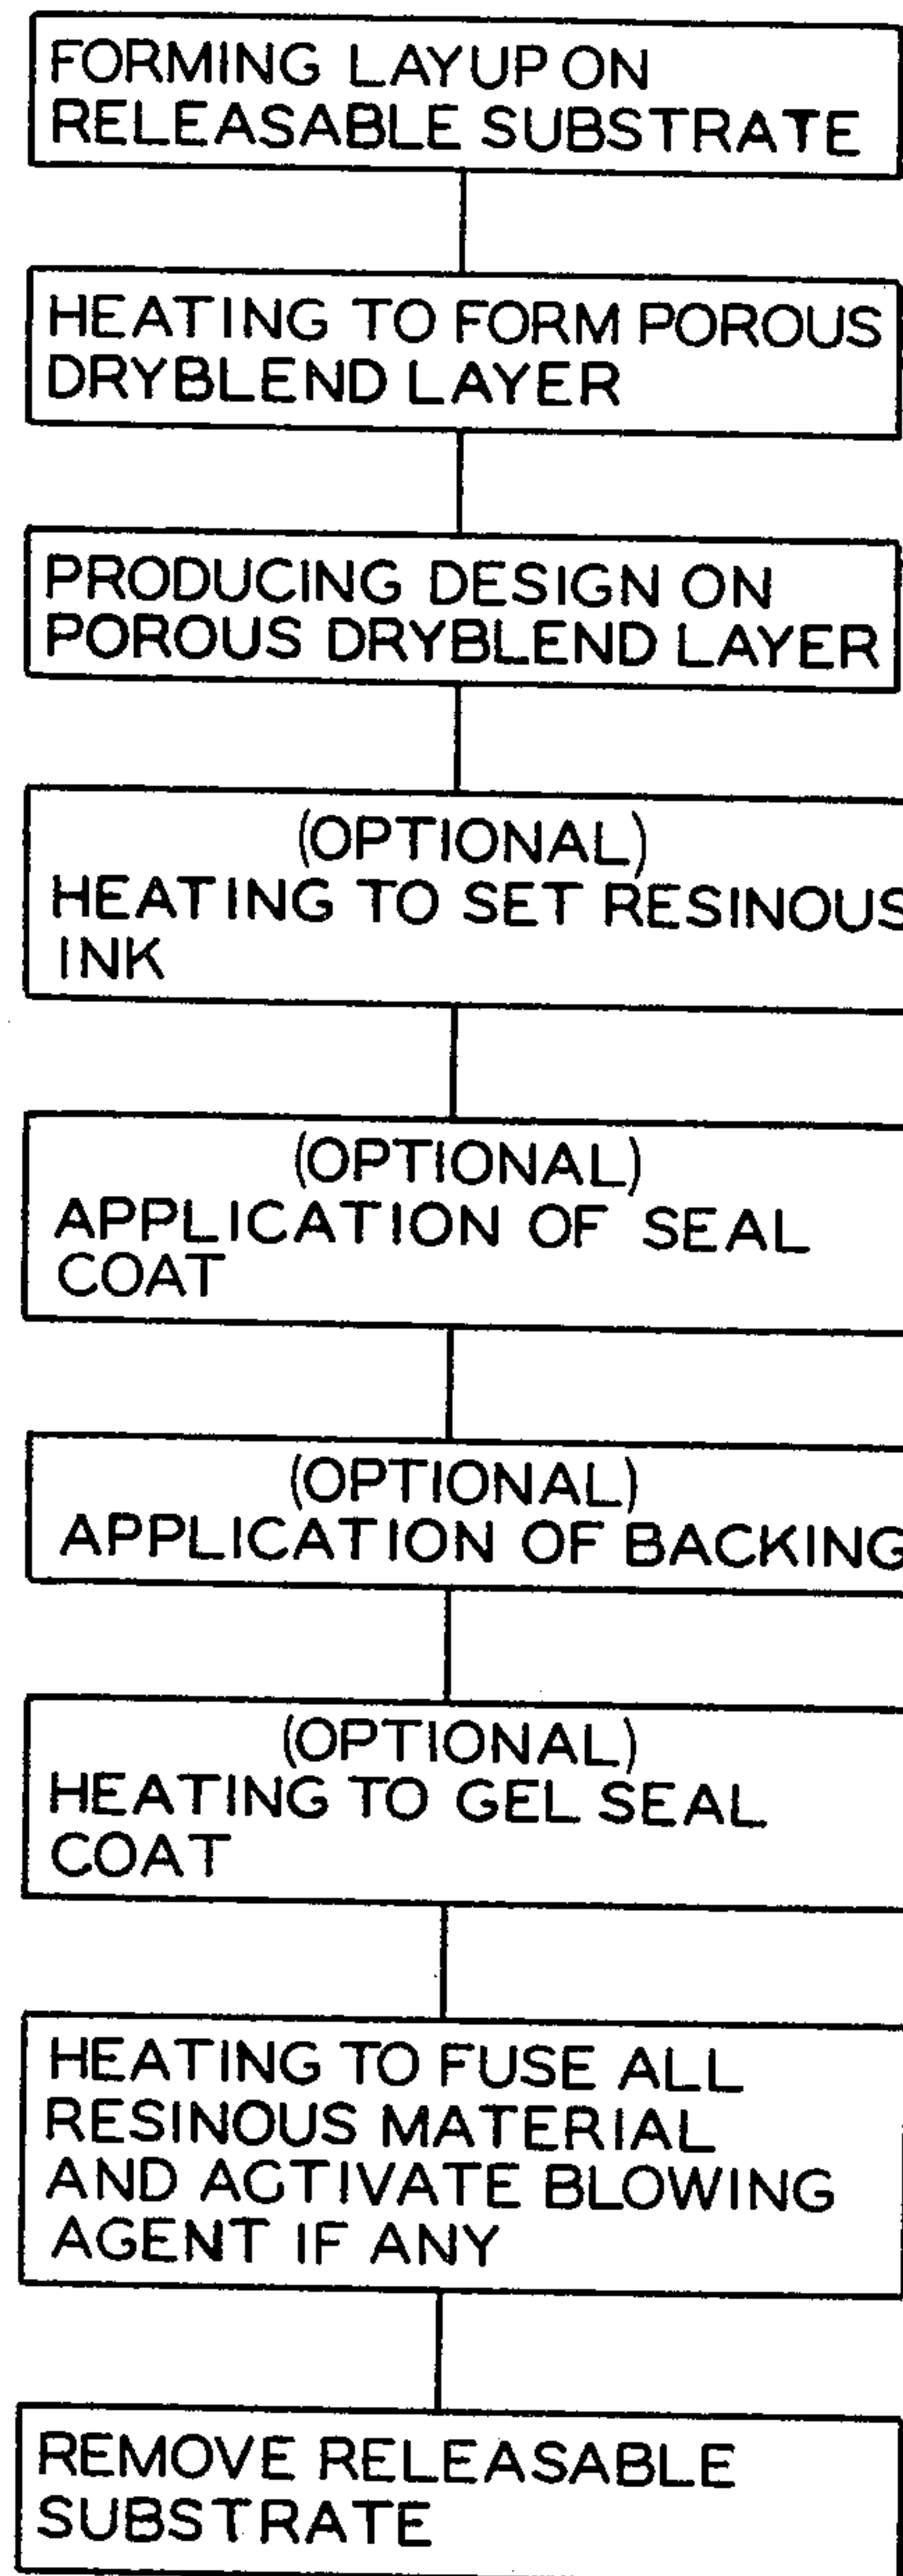 FORMING LAYUP ON
RELEASABLE SUBSTRATE
HEATING TO FORM POROUS
DRYBLEND LAYER
PRODUCING DESIGN ON
POROUS DRYBLEND LAYER
(OPTIONAL)
HEATING TO SET RESINOUS
INK
(OPTIONAL)
APPLICATION OF SEAL
COAT
(OPTIONAL)
APPLICATION OF BACKING
(OPTIONAL)
HEATING TO GEL SEAL
COAT
HEATING TO FUSE ALL
RESINOUS MATERIAL
AND ACTIVATE BLOWING
AGENT IF ANY
REMOVE RELEASABLE
SUBSTRATE